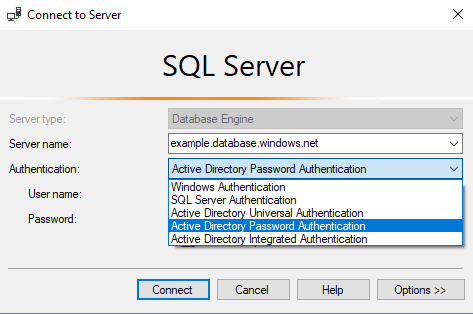 Connect to Server
SQL Server
Server type: Database Engine
Server name: example.database.windows.net
Authentication: Active Directory Password Authentication
Windows Authentication
SQL Server Authentication
Active Directory Universal Authentication
User name:
Active Directory Password Authentication
Password:
Active Directory Integrated Authentication
Connect Cancel Help Options >>